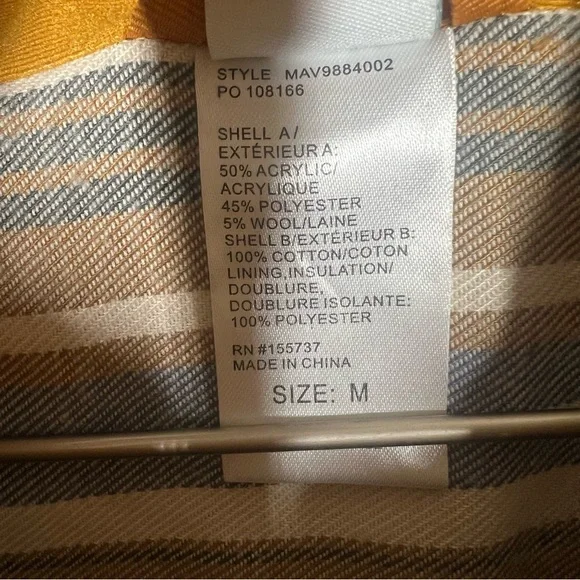 STYLE MAV9884002
PO 108166
SHELL A/
EXTÉRIEUR A:
50% ACRYLIC/
ACRYLIQUE
45% POLYESTER
5% WOOL/LAINE
SHELL B/EXTÉRIEUR B:
100% COTTON/COTON
LINING,INSULATION/
DOUBLURE,
DOUBLURE ISOLANTE:
100% POLYESTER
RN #155737
MADE IN CHINA
SIZE: M